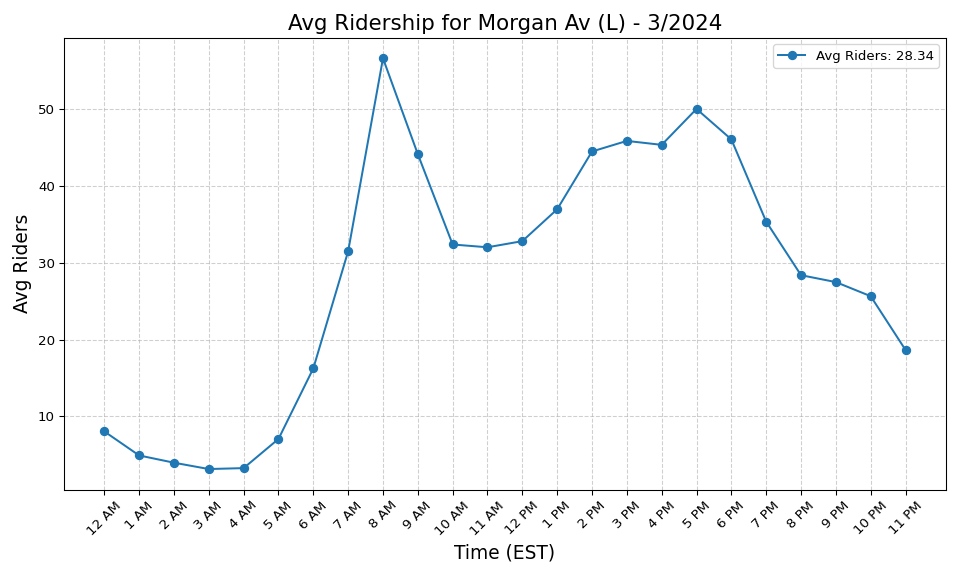 Avg Ridership for Morgan Av (L) - 3/2024
Avg Riders: 28.34
Avg Riders
50
40
30
20
10
12 AM
1 AM
2 AM
3 AM
4 AM
5 AM
6 AM
7 AM
8 AM
9 AM
10 AM
11 AM
12 PM
1 PM
2 PM
3 PM
4 PM
5 PM
6 PM
7 PM
8 PM
9 PM
10 PM
11 PM
Time (EST)